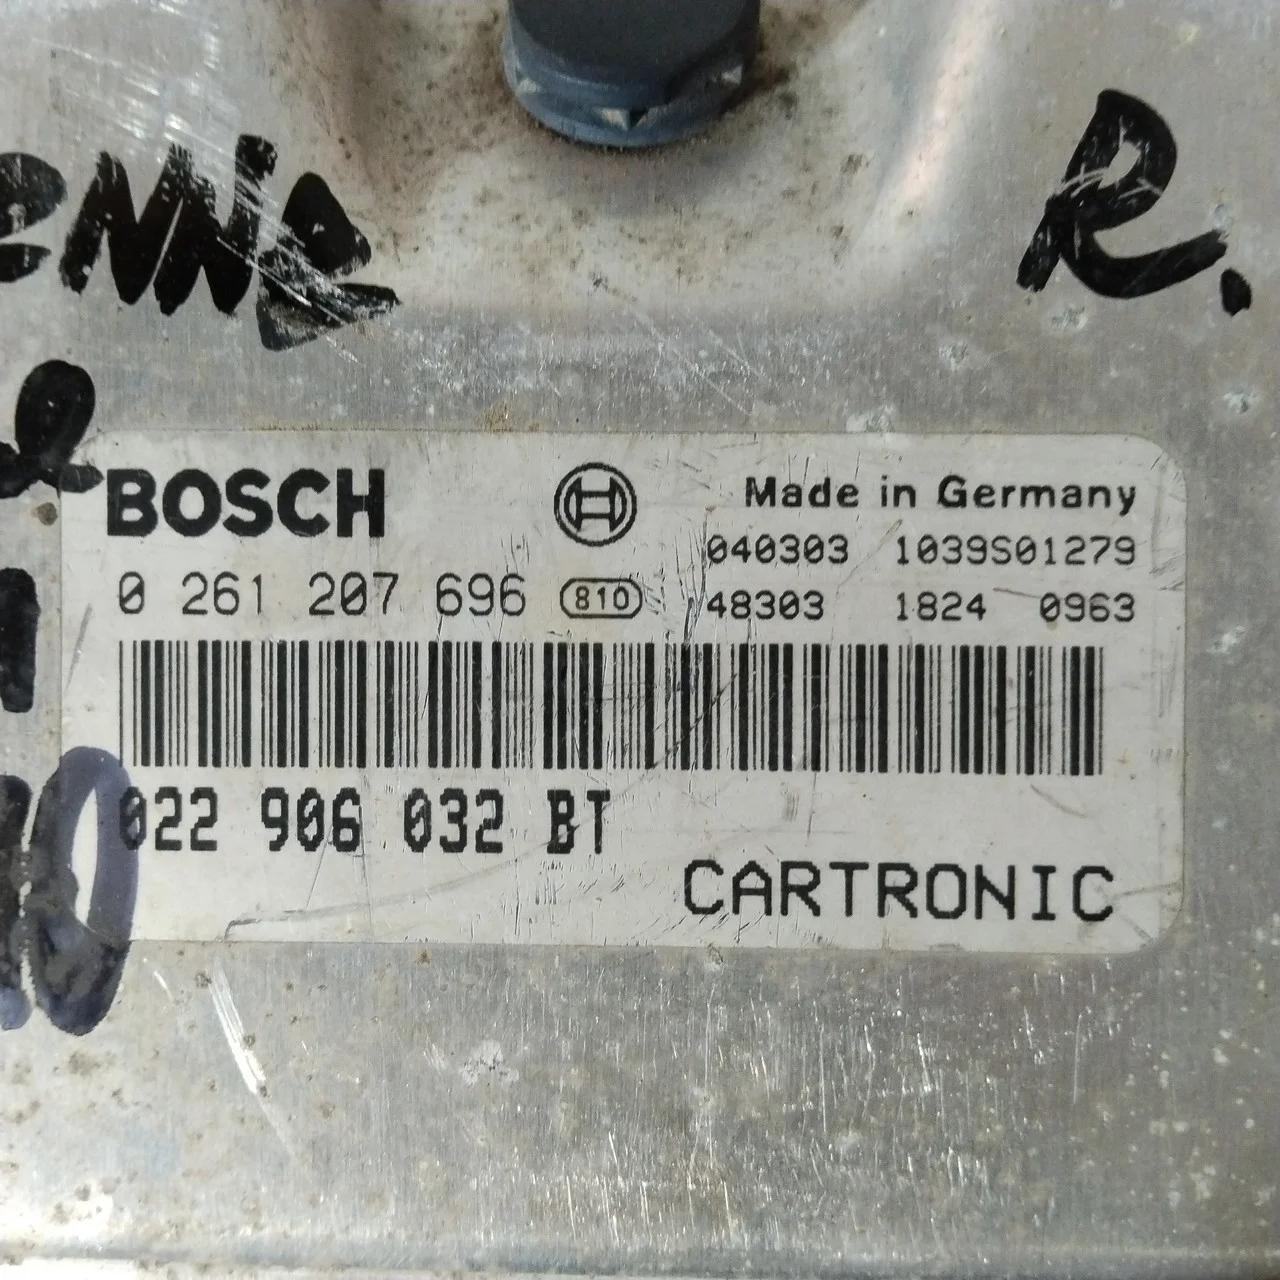 R.
BOSCH Made in Germany
040303 1039S01279
0 261 207 696 810 48303 1824 0963
022 906 032 BT
CARTRONIC